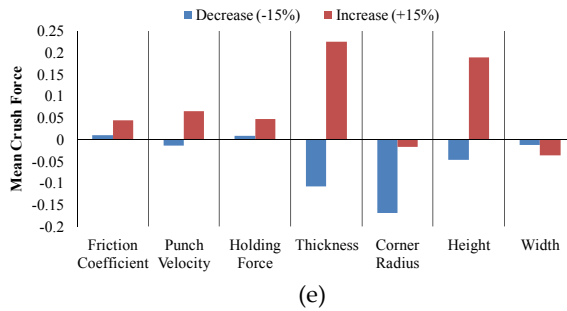 Decrease (-15%) Increase (+15%)
Mean Crush Force
0.25
0.2
0.15
0.1
0.05
0
-0.05
-0.1
-0.15
-0.2
Friction Coefficient
Punch Velocity
Holding Force
Thickness
Corner Radius
Height
Width
(e)